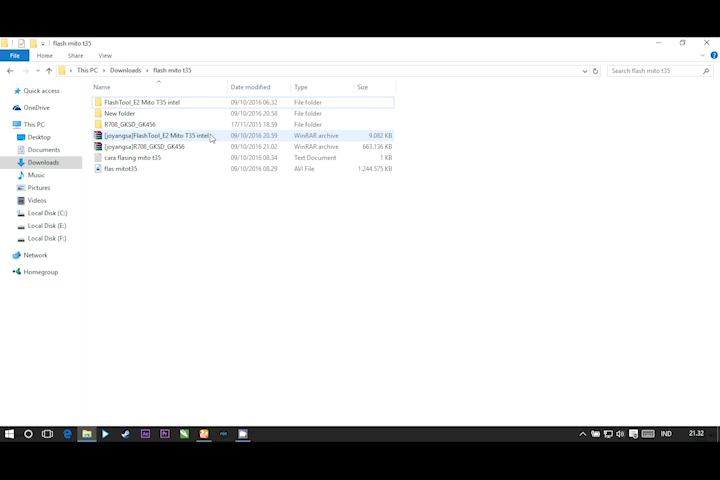 flash mito t35
File Home Share View
This PC Downloads flash mito t35 Search flash mito t35
Name Date modified Type Size
Quick access
OneDrive
This PC
Desktop
Documents
Downloads
Music
Pictures
Videos
Local Disk (C:)
Local Disk (E:)
Local Disk (F:)
Network
Homegroup
FlashTool_E2 Mito T35 intel 09/10/2016 06.32 File folder
New folder 09/10/2016 20.58 File folder
R708_GKSD_GK456 17/11/2015 18.59 File folder
[joyangsa]FlashTool_E2 Mito T35 intel 09/10/2016 20.59 WinRAR archive 9.082 KB
[joyangsa]R708_GKSD_GK456 09/10/2016 21.02 WinRAR archive 663.136 KB
cara flasing mito t35 09/10/2016 08.34 Text Document 1 KB
flas mitot35 09/10/2016 08.29 AVI File 1.244.575 KB
Ae Pr IND 21.32